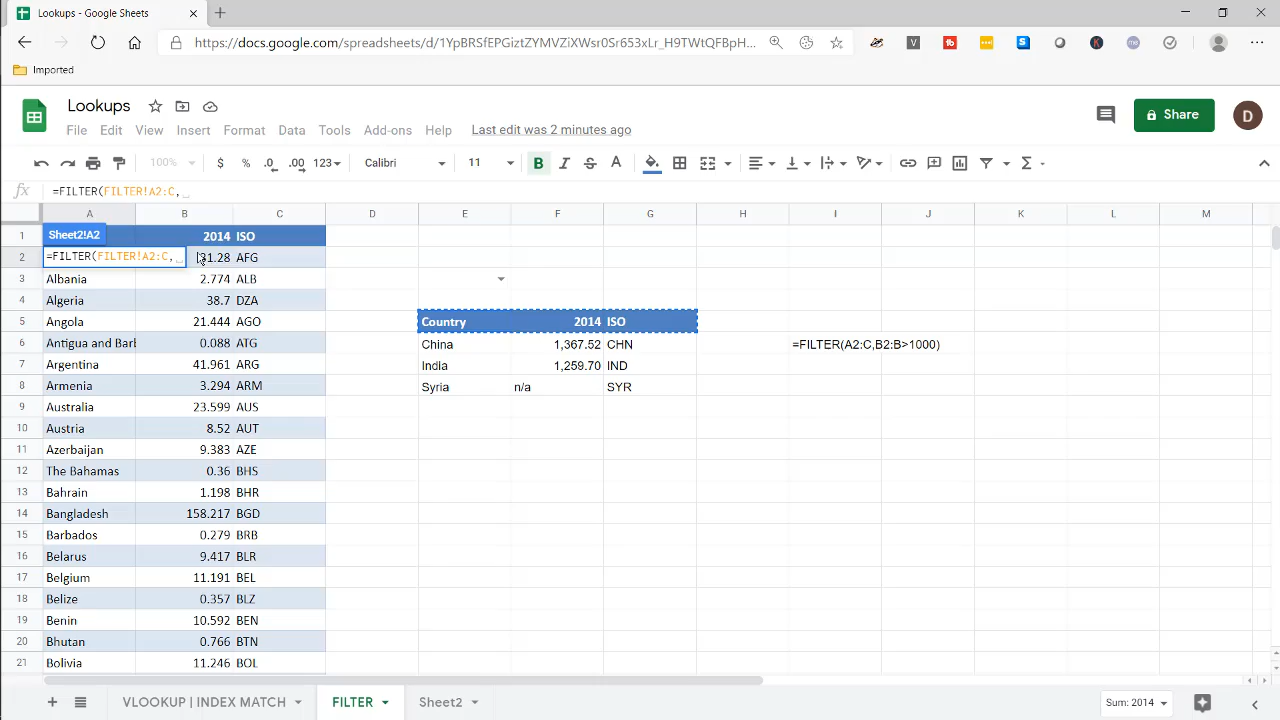 Lookups - Google Sheets
https://docs.google.com/spreadsheets/d/1YpBRSfEPGiztZYMVZiXWsr0Sr653xLr_H9TWtQFBpH...
Imported
Lookups
Share
D
File Edit View Insert Format Data Tools Add-ons Help Last edit was 2 minutes ago
100% $ % .0 .00 123 Calibri 11 B I S A
fx =FILTER(FILTER!A2:C,
A B C D E F G H I J K L M
1 Sheet2!A2 2014 ISO
2 =FILTER(FILTER!A2:C, 31.28 AFG
3 Albania 2.774 ALB
4 Algeria 38.7 DZA
5 Angola 21.444 AGO Country 2014 ISO
6 Antigua and Barb 0.088 ATG China 1,367.52 CHN =FILTER(A2:C,B2:B>1000)
7 Argentina 41.961 ARG India 1,259.70 IND
8 Armenia 3.294 ARM Syria n/a SYR
9 Australia 23.599 AUS
10 Austria 8.52 AUT
11 Azerbaijan 9.383 AZE
12 The Bahamas 0.36 BHS
13 Bahrain 1.198 BHR
14 Bangladesh 158.217 BGD
15 Barbados 0.279 BRB
16 Belarus 9.417 BLR
17 Belgium 11.191 BEL
18 Belize 0.357 BLZ
19 Benin 10.592 BEN
20 Bhutan 0.766 BTN
21 Bolivia 11.246 BOL
VLOOKUP | INDEX MATCH FILTER Sheet2 Sum: 2014